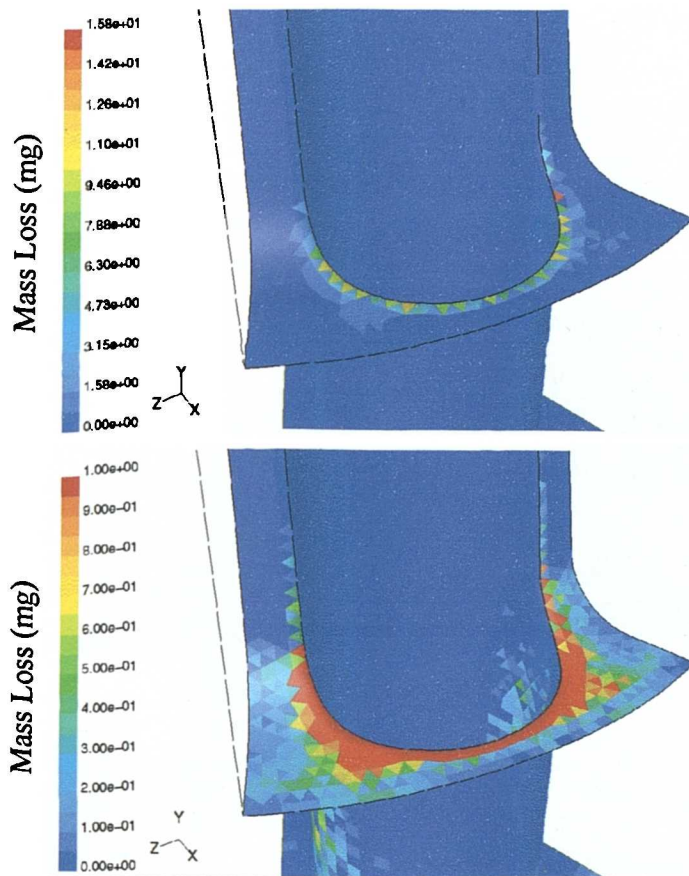 Mass Loss (mg)
1.58e+01
1.42e+01
1.26e+01
1.10e+01
9.46e+00
7.88e+00
6.30e+00
4.73e+00
3.15e+00
1.58e+00
0.00e+00
Y
Z
X
Mass Loss (mg)
1.00e+00
9.00e-01
8.00e-01
7.00e-01
6.00e-01
5.00e-01
4.00e-01
3.00e-01
2.00e-01
1.00e-01
0.00e+00
Y
Z
X